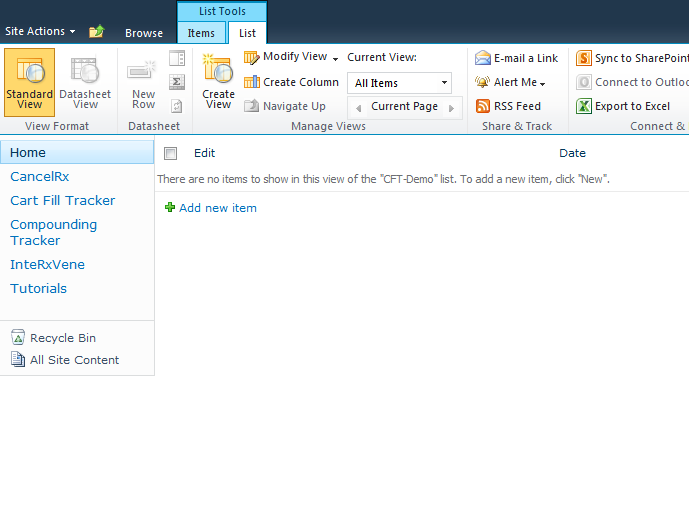 List Tools
Site Actions Browse Items List
Modify View Current View: E-mail a Link Sync to SharePoint
Standard View Datasheet View New Row Create View Create Column All Items Alert Me Connect to Outlo
Navigate Up Current Page RSS Feed Export to Excel
View Format Datasheet Manage Views Share & Track Connect &
Home Edit Date
CancelRx There are no items to show in this view of the "CFT-Demo" list. To add a new item, click "New".
Cart Fill Tracker Add new item
Compounding
Tracker
InteRxVene
Tutorials
Recycle Bin
All Site Content